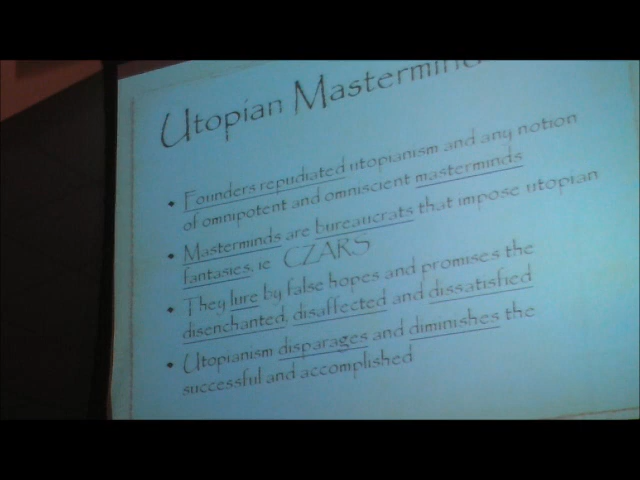 Utopian Mastermind
• Founders repudiated utopianism and any notion
of omnipotent and omniscient masterminds
• Masterminds are bureaucrats that impose utopian
fantasies, ie CZARS
• They lure by false hopes and promises the
disenchanted, disaffected and dissatisfied
• Utopianism disparages and diminishes the
successful and accomplished